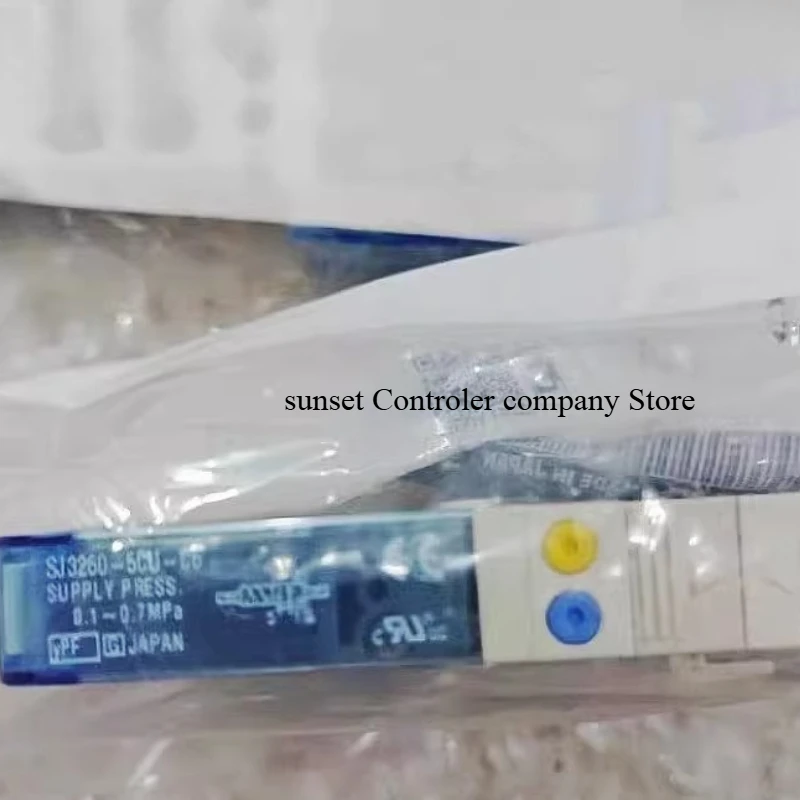 sunset Controler company Store
MADE IN JAPAN
SJ3260-5CU-C6
SUPPLY PRESS.
0.1~0.7MPa
JAPAN